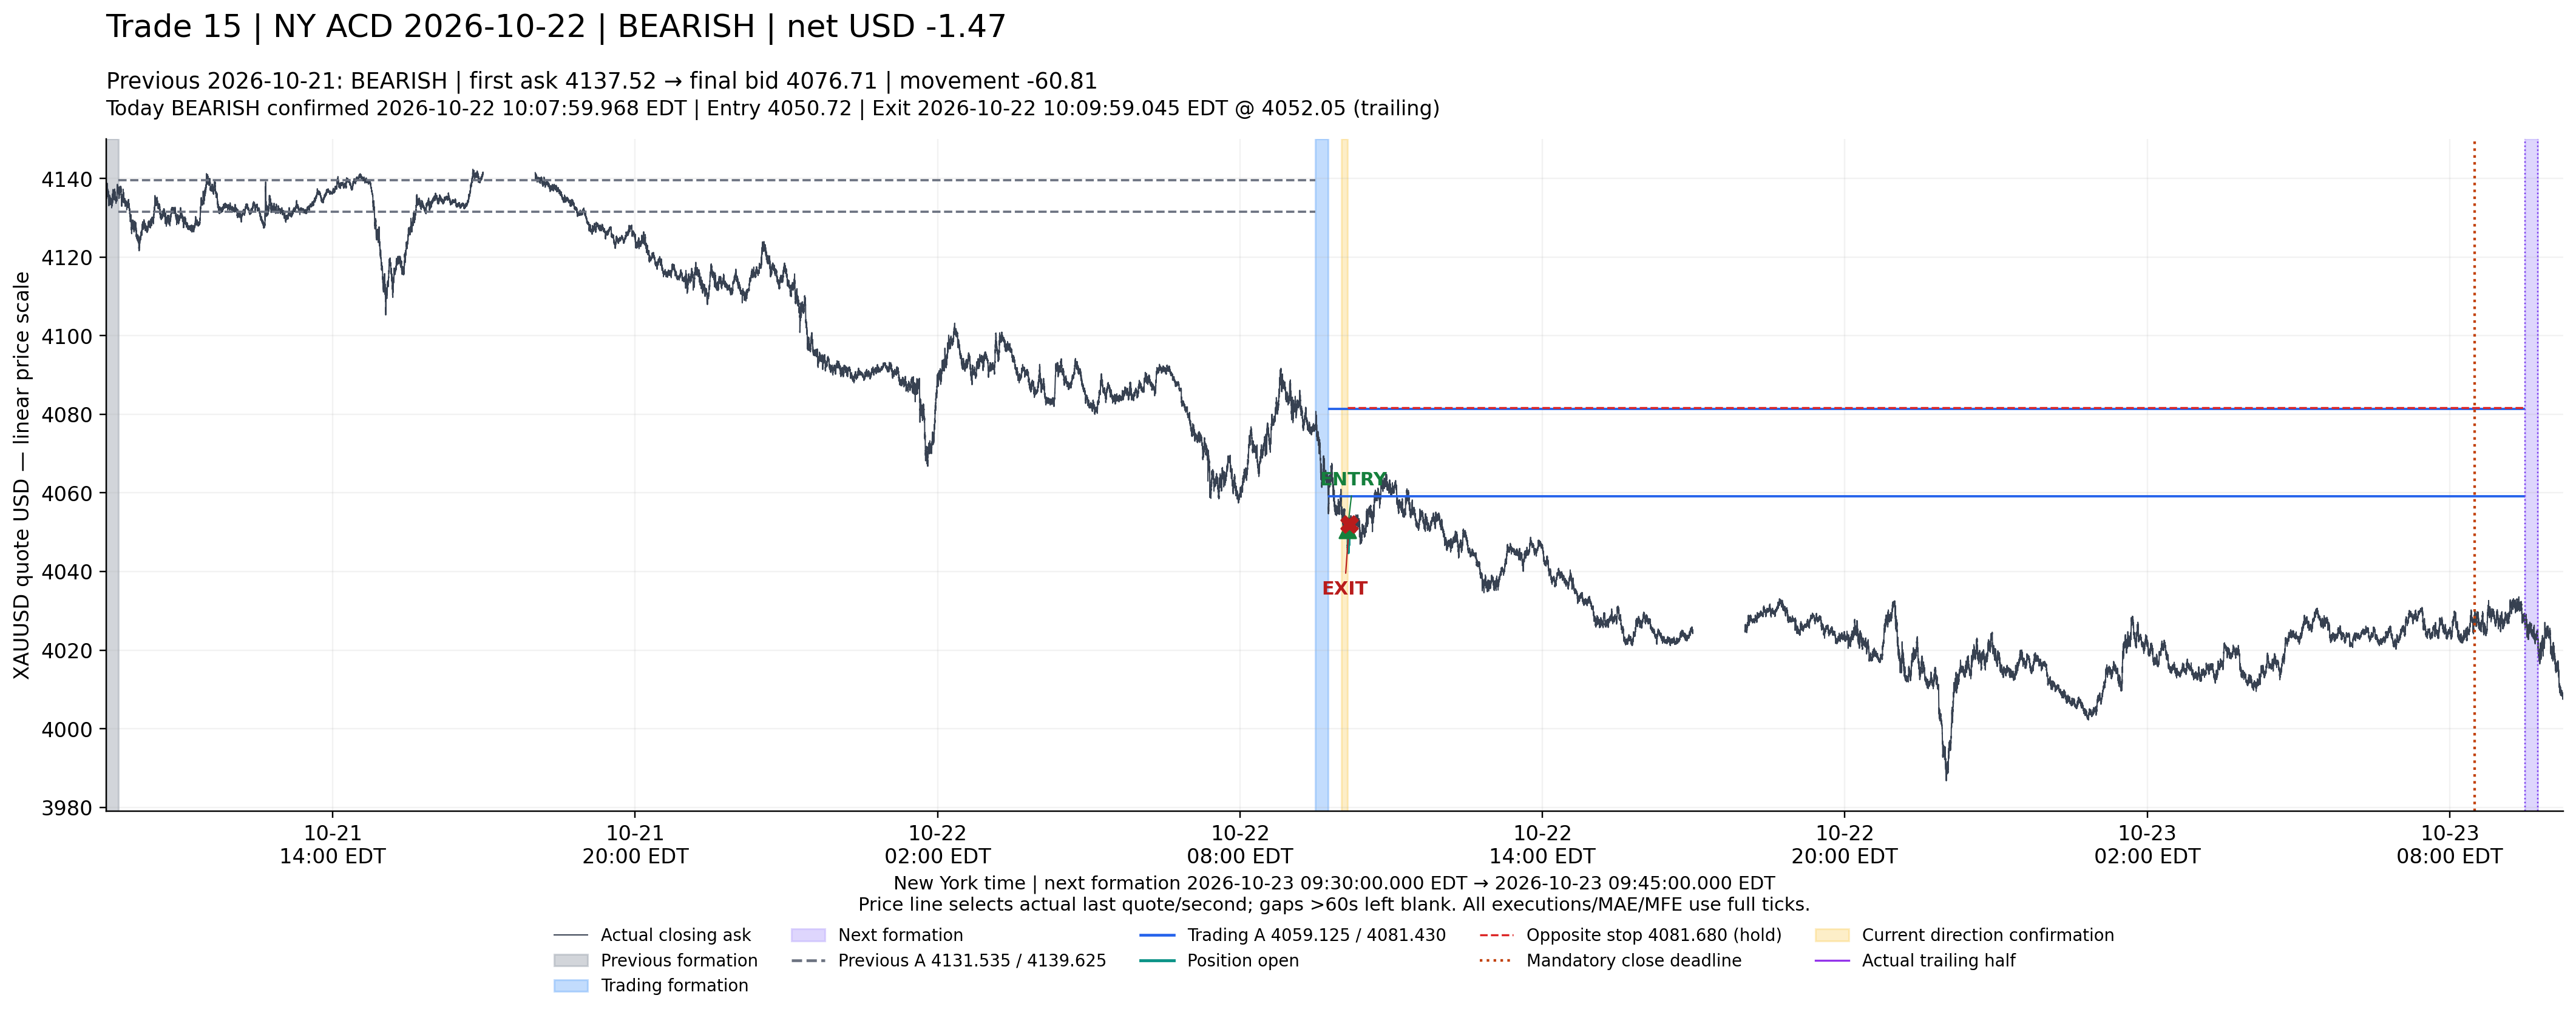 Trade 15 | NY ACD 2026-10-22 | BEARISH | net USD -1.47
Previous 2026-10-21: BEARISH | first ask 4137.52 → final bid 4076.71 | movement -60.81
Today BEARISH confirmed 2026-10-22 10:07:59.968 EDT | Entry 4050.72 | Exit 2026-10-22 10:09:59.045 EDT @ 4052.05 (trailing)
XAUUSD quote USD — linear price scale
4140
4120
4100
4080
4060
4040
4020
4000
3980
ENTRY
EXIT
10-21 14:00 EDT
10-21 20:00 EDT
10-22 02:00 EDT
10-22 08:00 EDT
10-22 14:00 EDT
10-22 20:00 EDT
10-23 02:00 EDT
10-23 08:00 EDT
New York time | next formation 2026-10-23 09:30:00.000 EDT → 2026-10-23 09:45:00.000 EDT
Price line selects actual last quote/second; gaps >60s left blank. All executions/MAE/MFE use full ticks.
Actual closing ask
Previous formation
Trading formation
Next formation
Previous A 4131.535 / 4139.625
Trading A 4059.125 / 4081.430
Position open
Opposite stop 4081.680 (hold)
Mandatory close deadline
Current direction confirmation
Actual trailing half